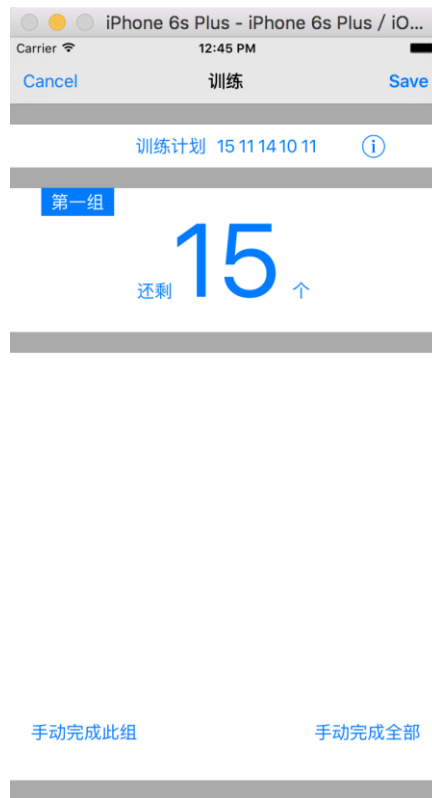 iPhone 6s Plus - iPhone 6s Plus / iO...
Carrier 12:45 PM
Cancel 训练 Save
训练计划 15 11 14 10 11 i
第一组
还剩 15 个
手动完成此组 手动完成全部